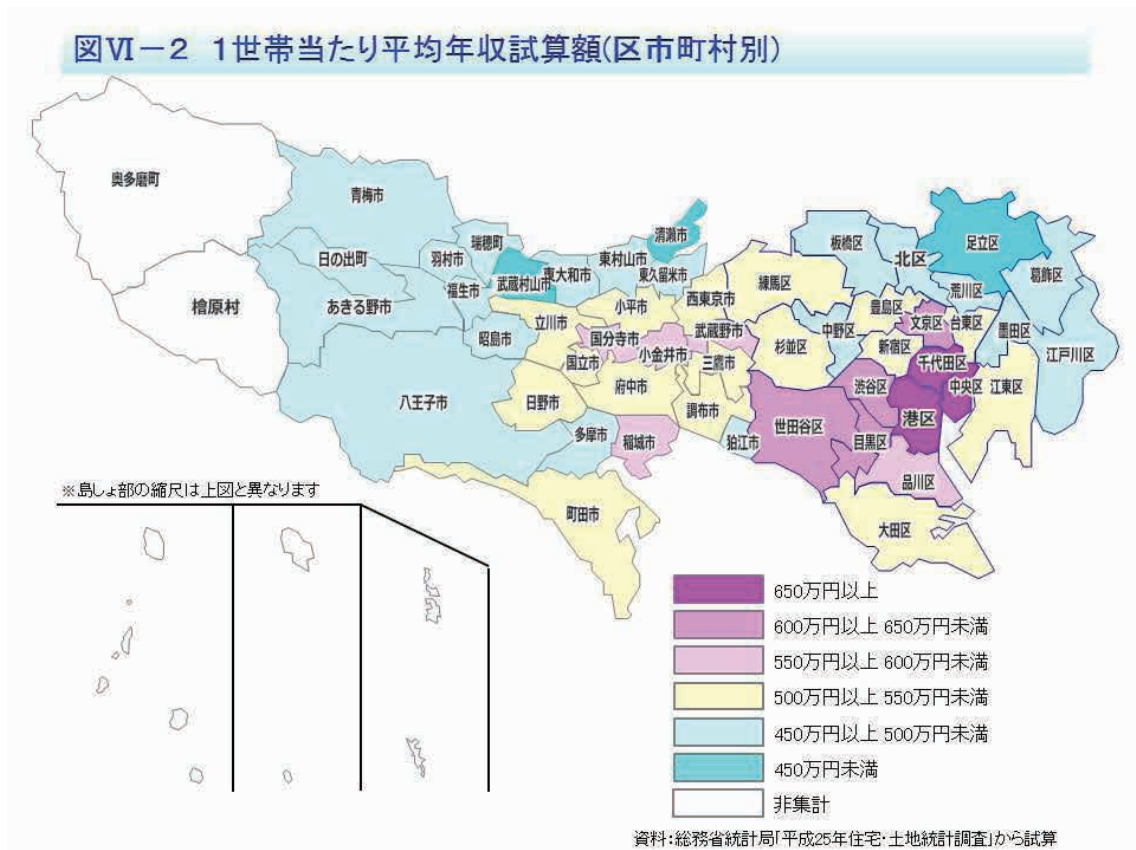 図Ⅵ－２ １世帯当たり平均年収試算額(区市町村別)
奥多摩町
青梅市
瑞穂町
清瀬市
板橋区
北区
足立区
日の出町
羽村市
東村山市
葛飾区
武蔵村山市
東大和市
東久留米市
練馬区
荒川区
檜原村
あきる野市
福生市
西東京市
豊島区
小平市
文京区
台東区
立川市
昭島市
国分寺市
武蔵野市
中野区
墨田区
新宿区
杉並区
小金井市
江戸川区
国立市
三鷹市
千代田区
府中市
渋谷区
中央区
江東区
八王子市
日野市
調布市
港区
世田谷区
多摩市
稲城市
狛江市
目黒区
品川区
※島しょ部の縮尺は上図と異なります
町田市
大田区
650万円以上
600万円以上 650万円未満
550万円以上 600万円未満
500万円以上 550万円未満
450万円以上 500万円未満
450万円未満
非集計
資料：総務省統計局「平成25年住宅・土地統計調査」から試算